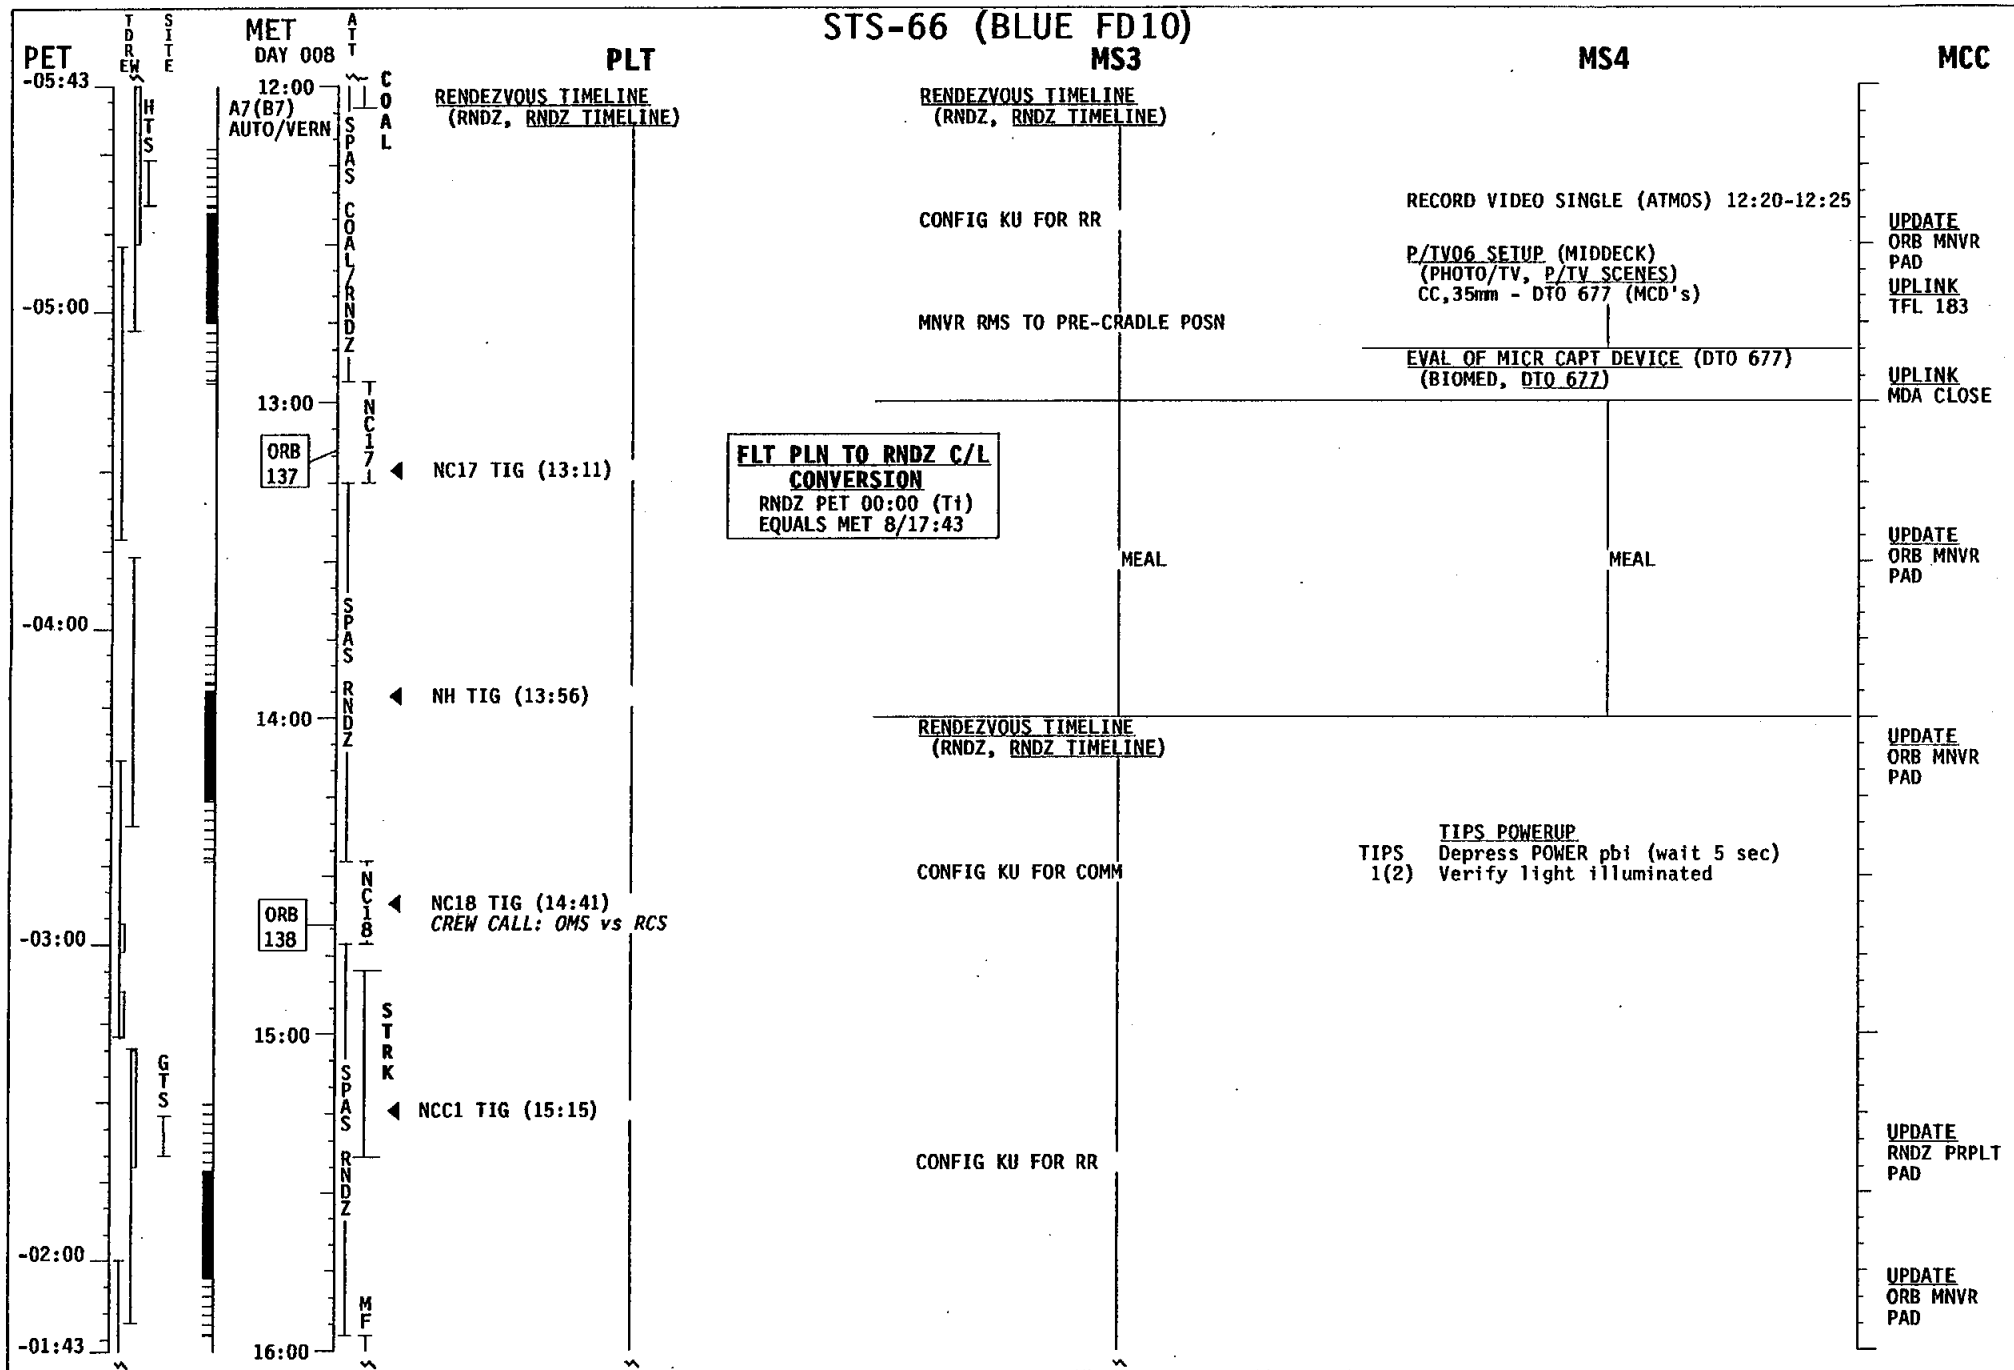 STS-66 (BLUE FD10)
PET
TDRE W
SITE
MET
DAY 008
ATT
PLT
MS3
MS4
MCC
-05:43
-05:00
-04:00
-03:00
-02:00
-01:43
HTS
GTS
A7(B7)
AUTO/VERN
12:00
13:00
ORB
137
14:00
ORB
138
15:00
16:00
COAL
SPAS COAL/RNDZ
TNC17
SPAS RNDZ
NC18
STRK
SPAS RNDZ
MF
RENDEZVOUS TIMELINE
(RNDZ, RNDZ TIMELINE)
NC17 TIG (13:11)
NH TIG (13:56)
NC18 TIG (14:41)
CREW CALL: OMS vs RCS
NCC1 TIG (15:15)
FLT PLN TO RNDZ C/L
CONVERSION
RNDZ PET 00:00 (Ti)
EQUALS MET 8/17:43
RENDEZVOUS TIMELINE
(RNDZ, RNDZ TIMELINE)
CONFIG KU FOR RR
MNVR RMS TO PRE-CRADLE POSN
MEAL
RENDEZVOUS TIMELINE
(RNDZ, RNDZ TIMELINE)
CONFIG KU FOR COMM
CONFIG KU FOR RR
RECORD VIDEO SINGLE (ATMOS) 12:20-12:25
P/TV06 SETUP (MIDDECK)
(PHOTO/TV, P/TV SCENES)
CC,35mm - DTO 677 (MCD's)
EVAL OF MICR CAPT DEVICE (DTO 677)
(BIOMED, DTO 677)
MEAL
TIPS POWERUP
TIPS Depress POWER pbi (wait 5 sec)
1(2) Verify light illuminated
UPDATE
ORB MNVR
PAD
UPLINK
TFL 183
UPLINK
MDA CLOSE
UPDATE
ORB MNVR
PAD
UPDATE
ORB MNVR
PAD
UPDATE
RNDZ PRPLT
PAD
UPDATE
ORB MNVR
PAD